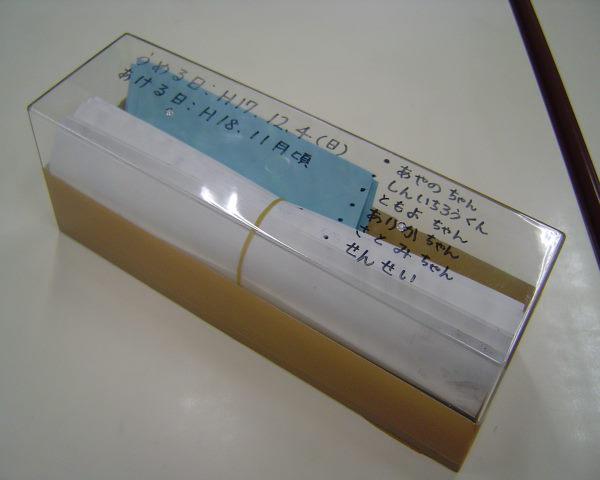 うめる日：H17.12.4.(日)
あける日：H18.11月頃
・あやのちゃん
・しんいちろうくん
・ともよちゃん
・ありかちゃん
・さとみちゃん
・せんせい